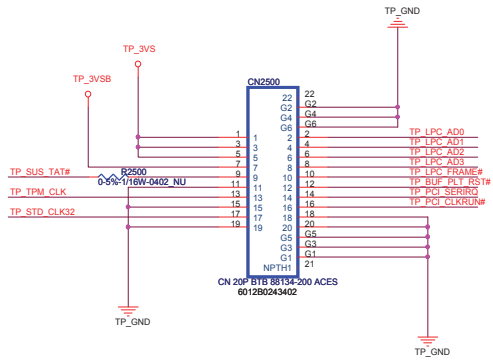 TP_GND
TP_3VS
TP_3VSB
CN2500
22 22
G2 G2
G4 G4
G6 G6
1 1 2 2 TP_LPC_AD0
3 3 4 4 TP_LPC_AD1
5 5 6 6 TP_LPC_AD2
7 7 8 8 TP_LPC_AD3
TP_SUS_TAT# R2500 9 9 10 10 TP_LPC_FRAME#
0-5%-1/16W-0402_NU 11 11 12 12 TP_BUF_PLT_RST#
TP_TPM_CLK 13 13 14 14 TP_PCI_SERIRQ
15 15 16 16 TP_PCI_CLKRUN#
TP_STD_CLK32 17 17 18 18
19 19 20 20
G5 G5
G3 G3
G1 G1
NPTH1 21
CN 20P BTB 88134-200 ACES
6012B0243402
TP_GND
TP_GND